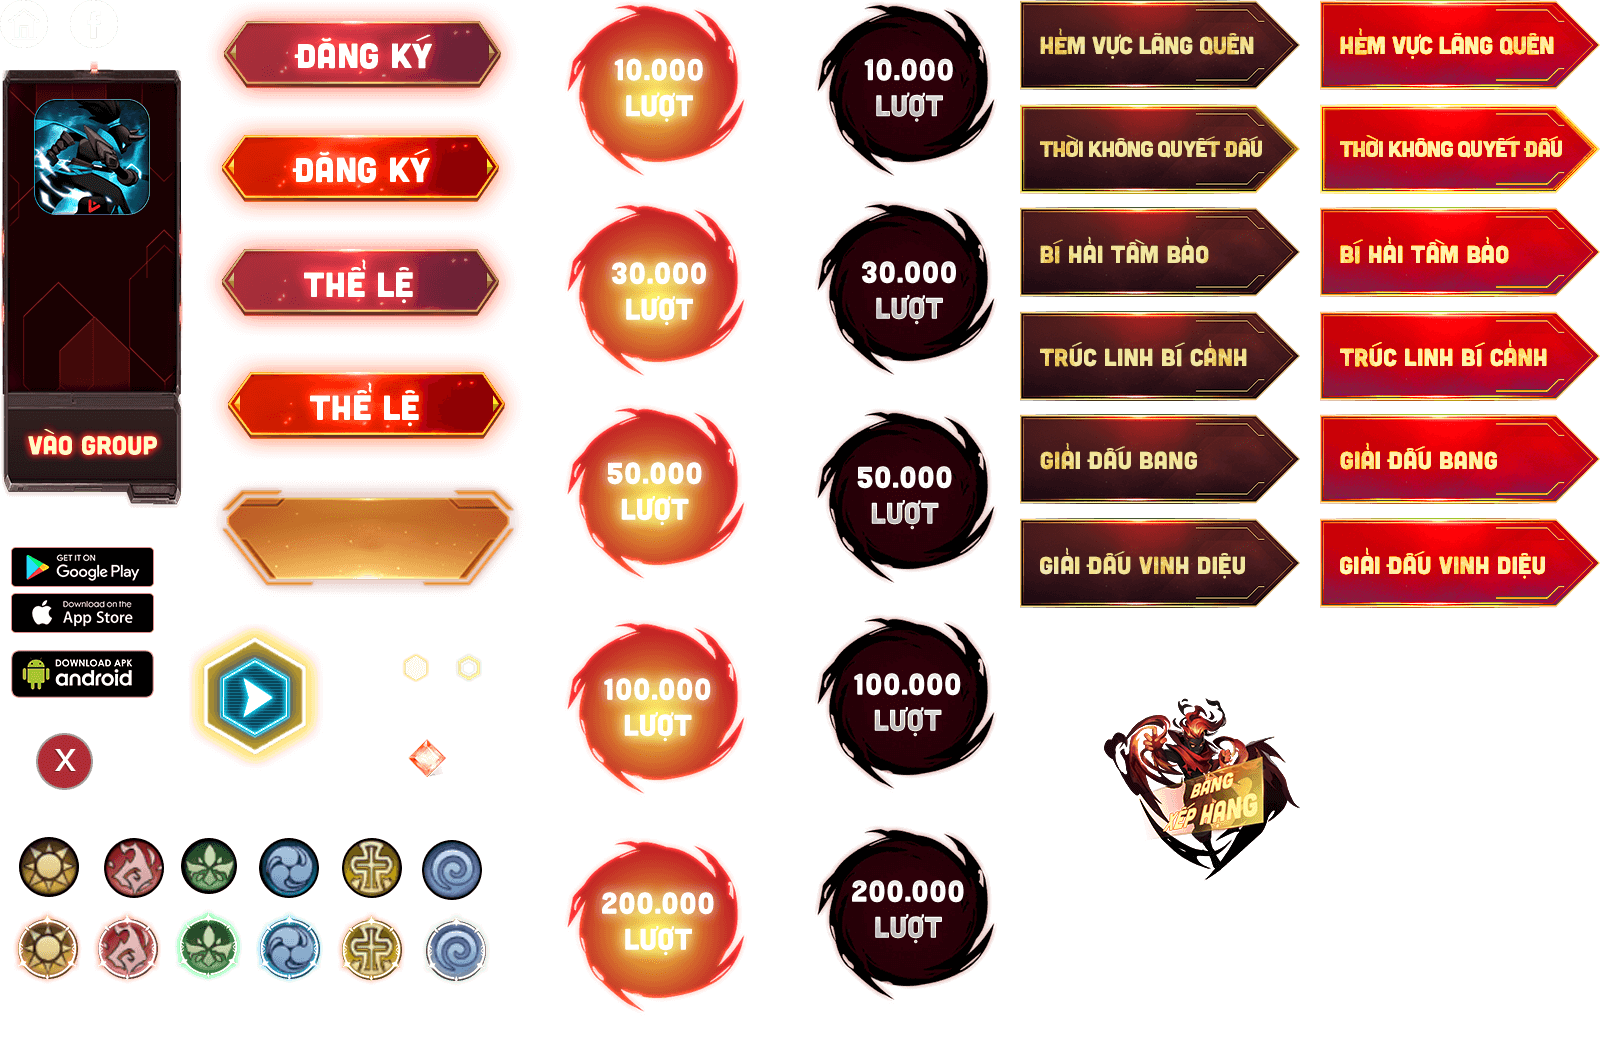 VÀO GROUP
GET IT ON
Google Play
Download on the
App Store
DOWNLOAD APK
android
X
ĐĂNG KÝ
ĐĂNG KÝ
THỂ LỆ
THỂ LỆ
10.000
LƯỢT
30.000
LƯỢT
50.000
LƯỢT
100.000
LƯỢT
200.000
LƯỢT
10.000
LƯỢT
30.000
LƯỢT
50.000
LƯỢT
100.000
LƯỢT
200.000
LƯỢT
HẺM VỰC LÃNG QUÊN
THỜI KHÔNG QUYẾT ĐẤU
BÍ HẢI TẦM BẢO
TRÚC LINH BÍ CẢNH
GIẢI ĐẤU BANG
GIẢI ĐẤU VINH DIỆU
HẺM VỰC LÃNG QUÊN
THỜI KHÔNG QUYẾT ĐẤU
BÍ HẢI TẦM BẢO
TRÚC LINH BÍ CẢNH
GIẢI ĐẤU BANG
GIẢI ĐẤU VINH DIỆU
BẢNG
XẾP HẠNG